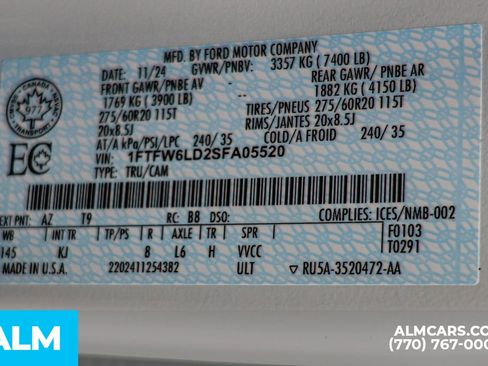 MFD. BY FORD MOTOR COMPANY
DATE: 11/24 GVWR/PNBV: 3357 KG ( 7400 LB)
FRONT GAWR/PNBE AV REAR GAWR/ PNBE AR
1769 KG ( 3900 LB) 1882 KG ( 4150 LB)
275/60R20 115T TIRES/PNEUS 275/60R20 115T
20x8.5J RIMS/JANTES 20x8.5J
AT/A kPa/PSI/LPC 240/ 35 COLD/A FROID 240/ 35
VIN: 1FTFW6LD2SFA05520
TYPE: TRU/CAM
CANADA
977
TRANSPORT
EC
EXT PNT: AZ T9 RC: B8 DSO: COMPLIES: ICES/NMB-002
WB INT TR TP/PS R AXLE TR SPR F0103
145 KJ 8 L6 H VVCC T0291
MADE IN U.S.A. 2202411254382 ULT ▼ RU5A-3520472-AA
ALM
ALMCARS.CO
(770) 767-000